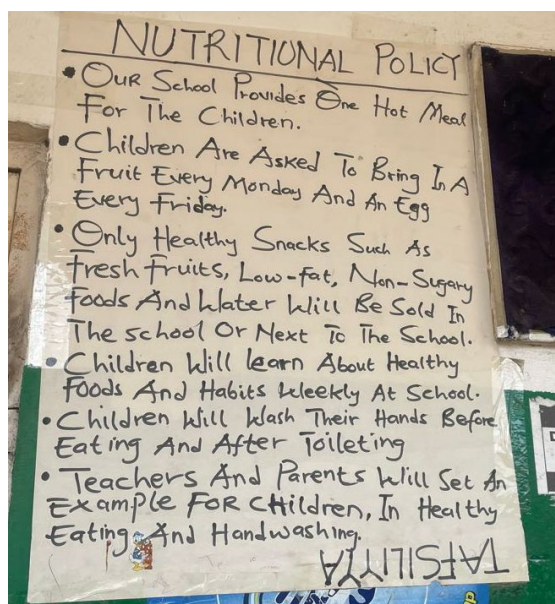 NUTRITIONAL POLICY
• Our School Provides One Hot Meal
For The Children.
• Children Are Asked To Bring In A
Fruit Every Monday And An Egg
Every Friday.
• Only Healthy Snacks Such As
Fresh Fruits, Low-fat, Non-Sugary
Foods And Water Will Be Sold In
The school Or Next To The School.
• Children Will learn About Healthy
Foods And Habits Weekly At School.
• Children Will Wash Their Hands Before
Eating And After Toileting
• Teachers And Parents Will Set An
Example FOR CHildren, In Healthy
Eating And Handwashing.
TAFSILIYYA